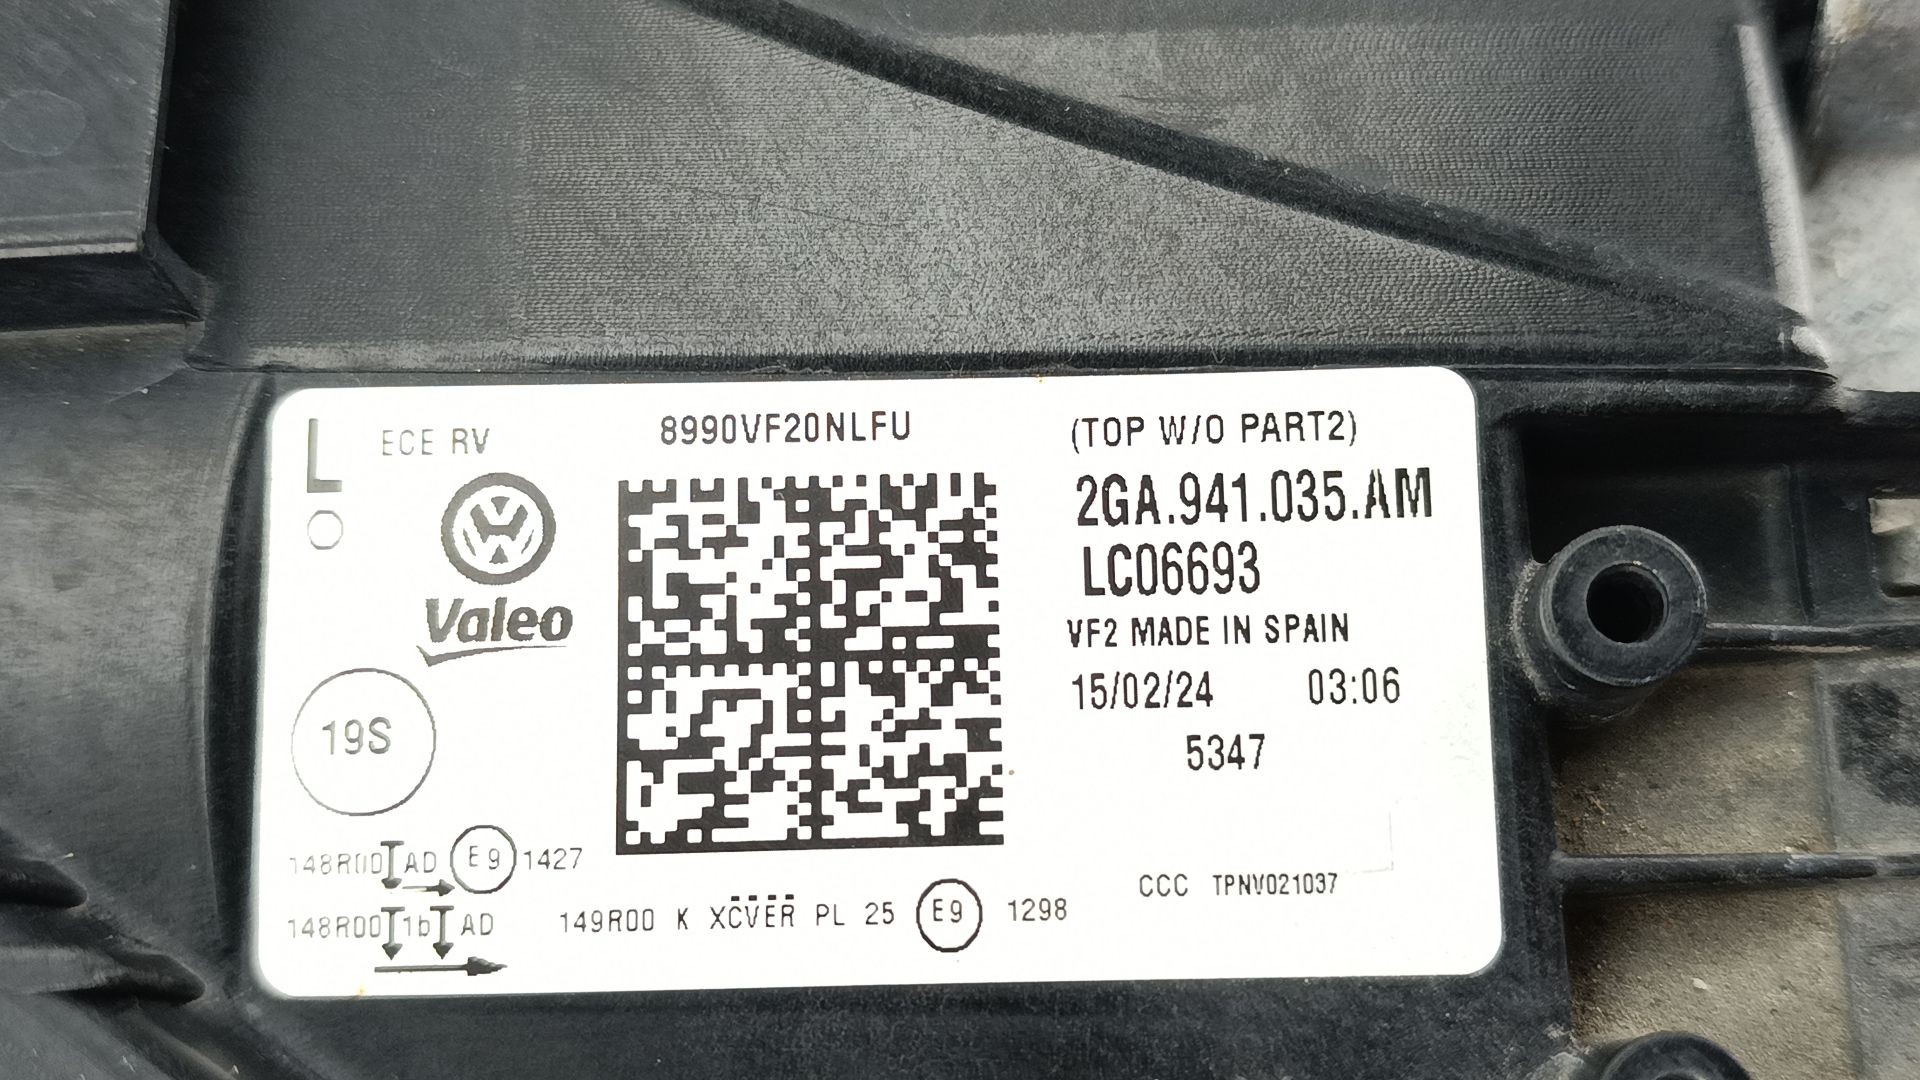 L
ECE RV
8990VF20NLFU
(TOP W/O PART2)
2GA.941.035.AM
LC06693
Valeo
VF2 MADE IN SPAIN
15/02/24 03:06
19S
5347
148R00 AD E9 1427
CCC TPNV021037
148R00 1b AD
149R00 K XCVER PL 25 E9 1298